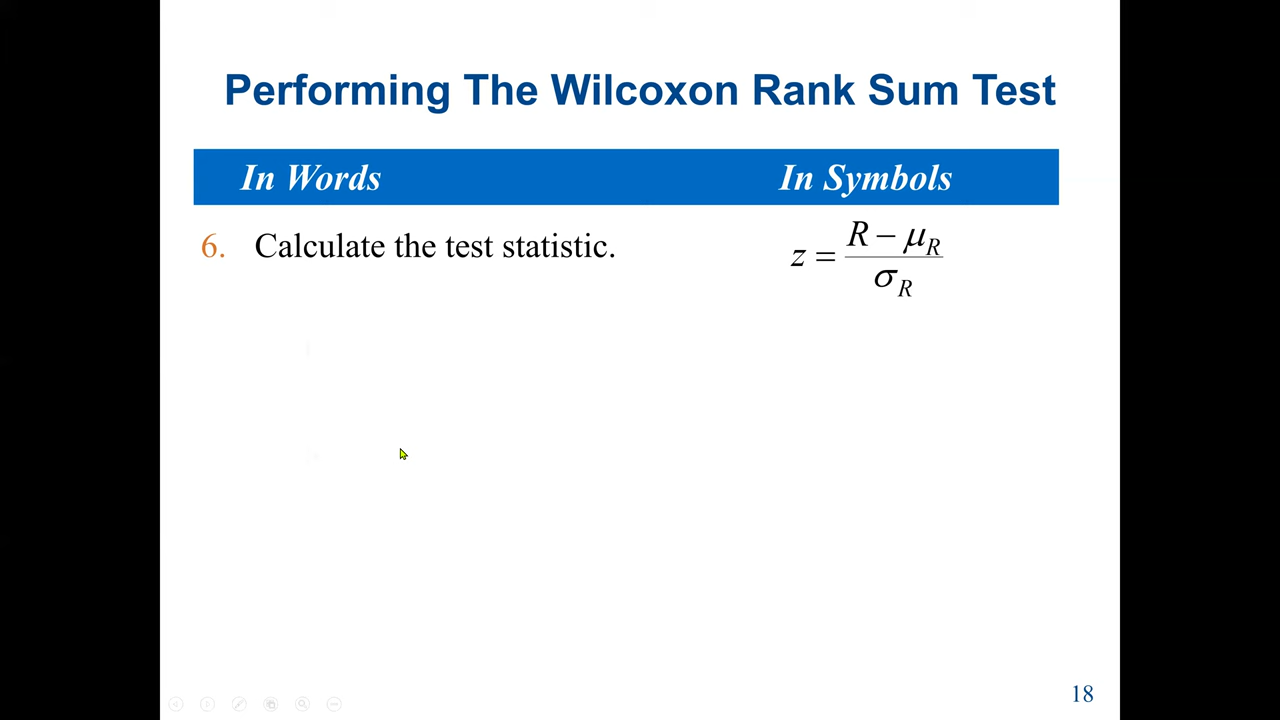 Performing The Wilcoxon Rank Sum Test
In Words In Symbols
6. Calculate the test statistic. z = (R − μ_R) / σ_R
18